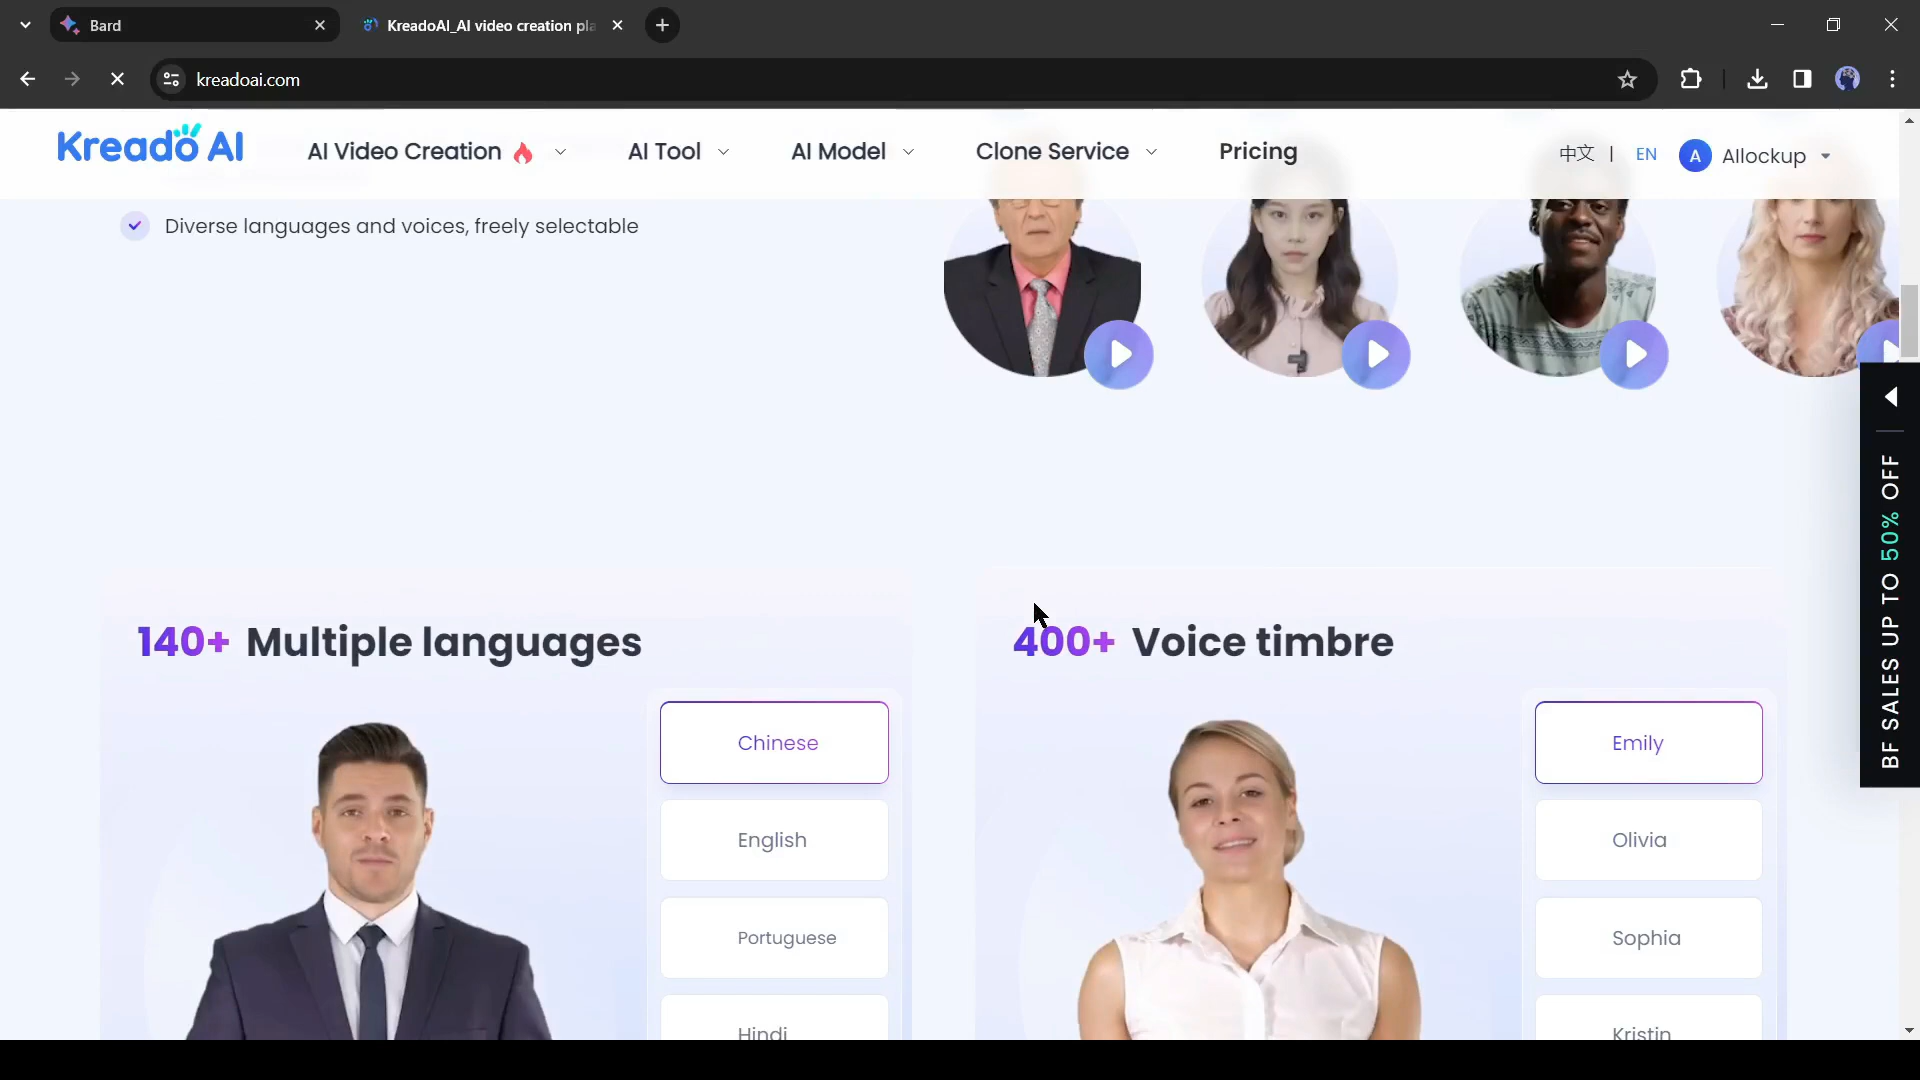 Bard
KreadoAI_AI video creation pla
kreadoai.com
Kreado AI
AI Video Creation
AI Tool
AI Model
Clone Service
Pricing
中文 | EN
A
Allockup
Diverse languages and voices, freely selectable
BF SALES UP TO 50% OFF
140+ Multiple languages
400+ Voice timbre
Chinese
Emily
English
Olivia
Portuguese
Sophia
Hindi
Kristin